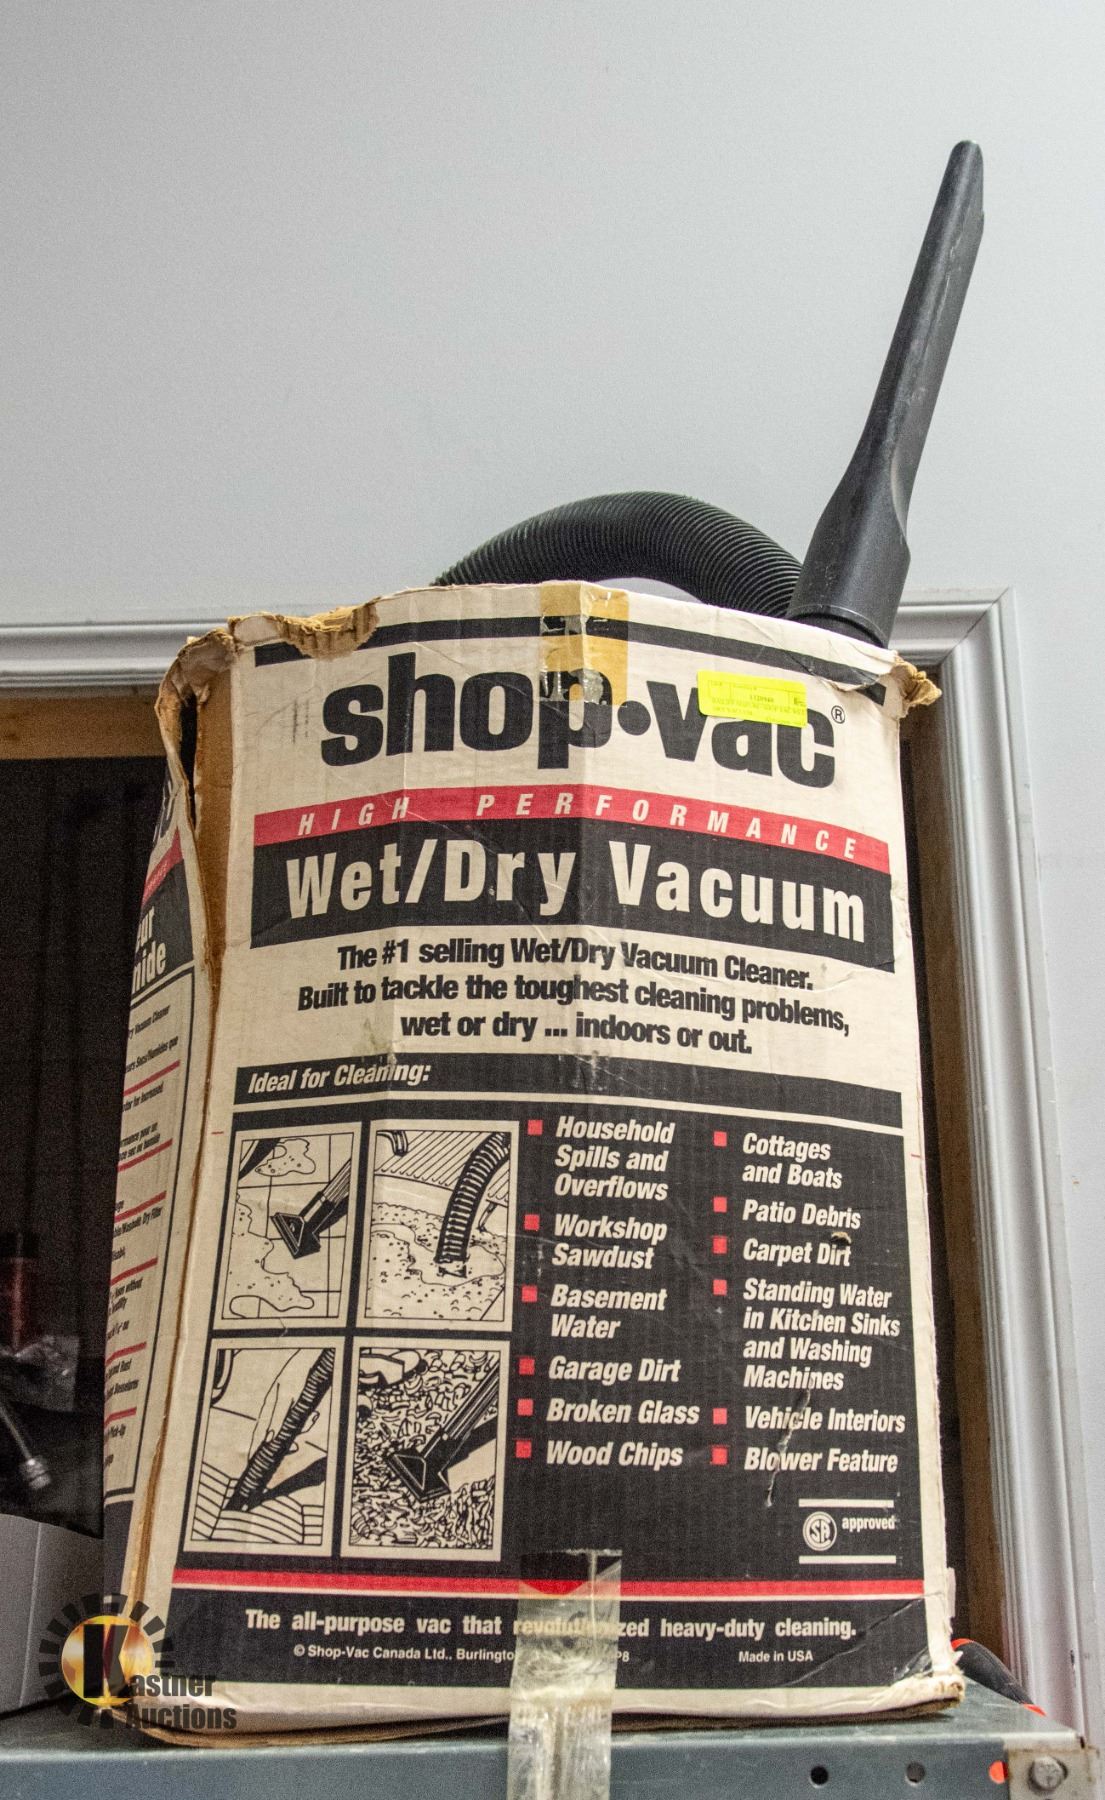 shop•vac®
HIGH PERFORMANCE
Wet/Dry Vacuum
The #1 selling Wet/Dry Vacuum Cleaner.
Built to tackle the toughest cleaning problems,
wet or dry ... indoors or out.
Ideal for Cleaning:
Household
Spills and
Overflows
Workshop
Sawdust
Basement
Water
Garage Dirt
Broken Glass
Wood Chips
Cottages
and Boats
Patio Debris
Carpet Dirt
Standing Water
in Kitchen Sinks
and Washing
Machines
Vehicle Interiors
Blower Feature
approved
The all-purpose vac that heavy-duty cleaning.
© Shop-Vac Canada Ltd., Made in USA
Kastner
Auctions